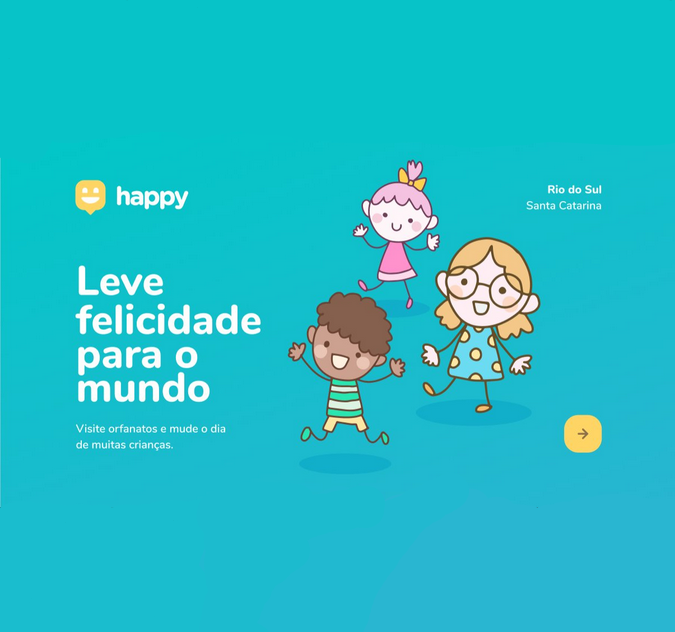 happy
Rio do Sul
Santa Catarina
Leve
felicidade
para o
mundo
Visite orfanatos e mude o dia
de muitas crianças.